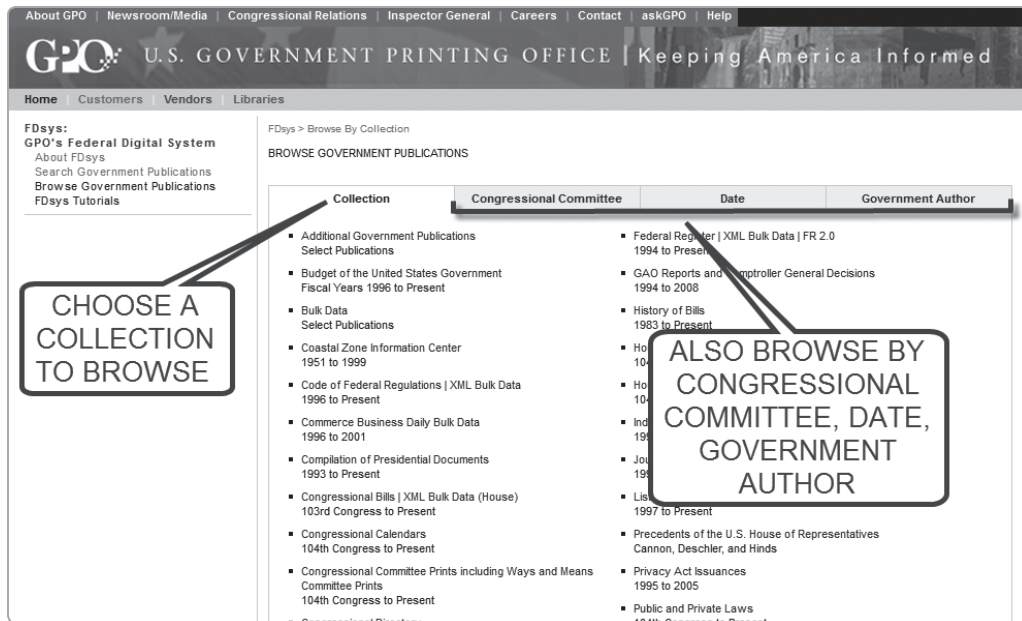 About GPO | Newsroom/Media | Congressional Relations | Inspector General | Careers | Contact | askGPO | Help
GPO U.S. GOVERNMENT PRINTING OFFICE | Keeping America Informed
Home | Customers | Vendors | Libraries
FDsys:
GPO's Federal Digital System
About FDsys
Search Government Publications
Browse Government Publications
FDsys Tutorials
FDsys > Browse By Collection
BROWSE GOVERNMENT PUBLICATIONS
Collection Congressional Committee Date Government Author
Additional Government Publications
Select Publications
Budget of the United States Government
Fiscal Years 1996 to Present
Bulk Data
Select Publications
Coastal Zone Information Center
1951 to 1999
Code of Federal Regulations | XML Bulk Data
1996 to Present
Commerce Business Daily Bulk Data
1996 to 2001
Compilation of Presidential Documents
1993 to Present
Congressional Bills | XML Bulk Data (House)
103rd Congress to Present
Congressional Calendars
104th Congress to Present
Congressional Committee Prints including Ways and Means
Committee Prints
104th Congress to Present
Congressional Directory
Federal Register | XML Bulk Data | FR 2.0
1994 to Present
GAO Reports and Comptroller General Decisions
1994 to 2008
History of Bills
1983 to Present
1997 to Present
Precedents of the U.S. House of Representatives
Cannon, Deschler, and Hinds
Privacy Act Issuances
1995 to 2005
Public and Private Laws
104th Congress to Present
CHOOSE A
COLLECTION
TO BROWSE
ALSO BROWSE BY
CONGRESSIONAL
COMMITTEE, DATE,
GOVERNMENT
AUTHOR